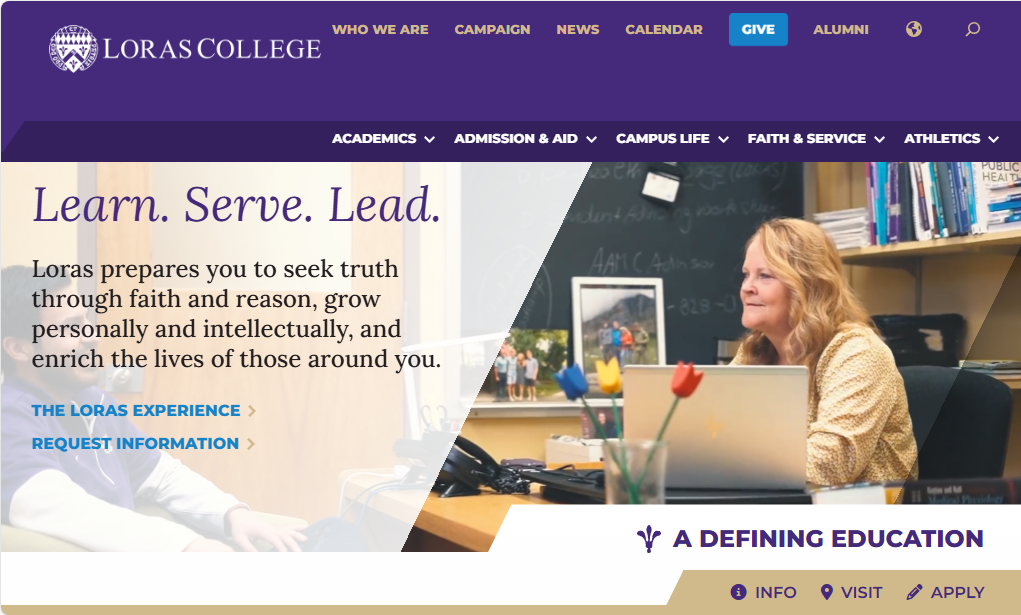 LORAS COLLEGE
WHO WE ARE
CAMPAIGN
NEWS
CALENDAR
GIVE
ALUMNI
ACADEMICS
ADMISSION & AID
CAMPUS LIFE
FAITH & SERVICE
ATHLETICS
Learn. Serve. Lead.
Loras prepares you to seek truth
through faith and reason, grow
personally and intellectually, and
enrich the lives of those around you.
THE LORAS EXPERIENCE
REQUEST INFORMATION
PUBLIC
HEALTH
Medical Physiology
A DEFINING EDUCATION
INFO
VISIT
APPLY